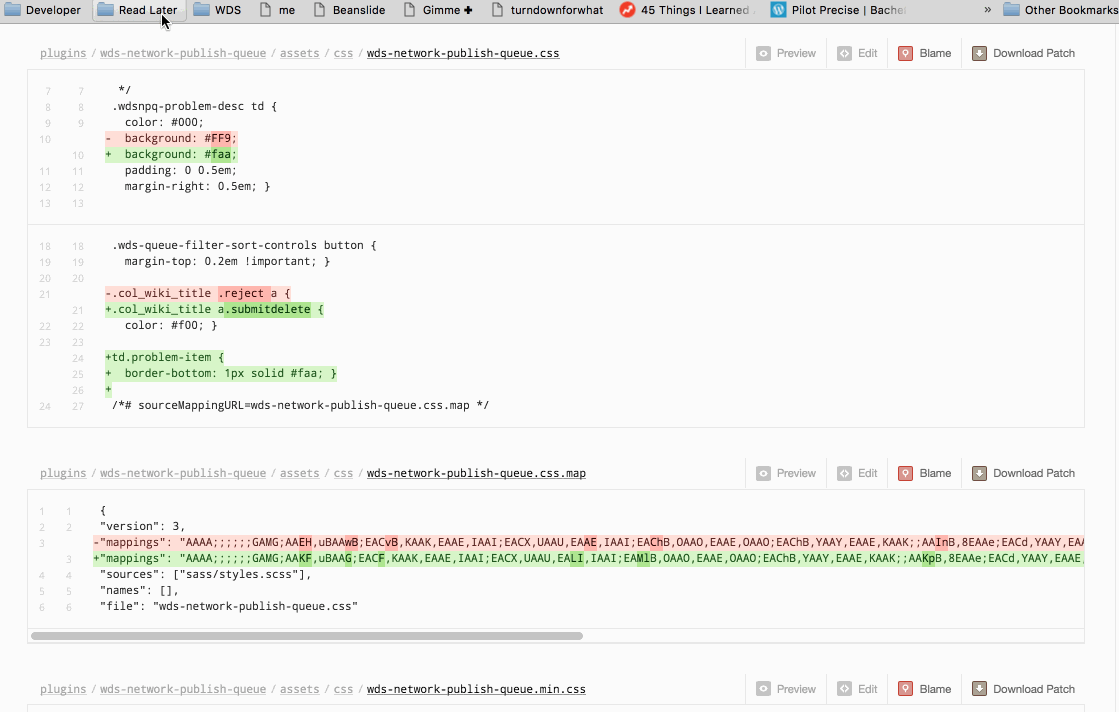 Developer Read Later WDS me Beanslide Gimme ✚ turndownforwhat 45 Things I Learned Pilot Precise | Bache » Other Bookmarks
plugins / wds-network-publish-queue / assets / css / wds-network-publish-queue.css Preview Edit Blame Download Patch
7 7 */
8 8 .wdsnpq-problem-desc td {
9 9 color: #000;
10 - background: #FF9;
10 + background: #faa;
11 11 padding: 0 0.5em;
12 12 margin-right: 0.5em; }
13 13
18 18 .wds-queue-filter-sort-controls button {
19 19 margin-top: 0.2em !important; }
20 20
21 -.col_wiki_title .reject a {
21 +.col_wiki_title a.submitdelete {
22 22 color: #f00; }
23 23
24 +td.problem-item {
25 + border-bottom: 1px solid #faa; }
26 +
24 27 /*# sourceMappingURL=wds-network-publish-queue.css.map */
plugins / wds-network-publish-queue / assets / css / wds-network-publish-queue.css.map Preview Edit Blame Download Patch
1 1 {
2 2 "version": 3,
3 -"mappings": "AAAA;;;;;;GAMG;AAEH,uBAAwB;EACvB,KAAK,EAAE,IAAI;EACX,UAAU,EAAE,IAAI;EAChB,OAAO,EAAE,OAAO;EAChB,YAAY,EAAE,KAAK;;AAInB,8EAAe;EACd,YAAY,EAA
3 +"mappings": "AAAA;;;;;;GAMG;AAKF,uBAAG;EACF,KAAK,EAAE,IAAI;EACX,UAAU,EALI,IAAI;EAMlB,OAAO,EAAE,OAAO;EAChB,YAAY,EAAE,KAAK;;AAKpB,8EAAe;EACd,YAAY,EAAE
4 4 "sources": ["sass/styles.scss"],
5 5 "names": [],
6 6 "file": "wds-network-publish-queue.css"
plugins / wds-network-publish-queue / assets / css / wds-network-publish-queue.min.css Preview Edit Blame Download Patch